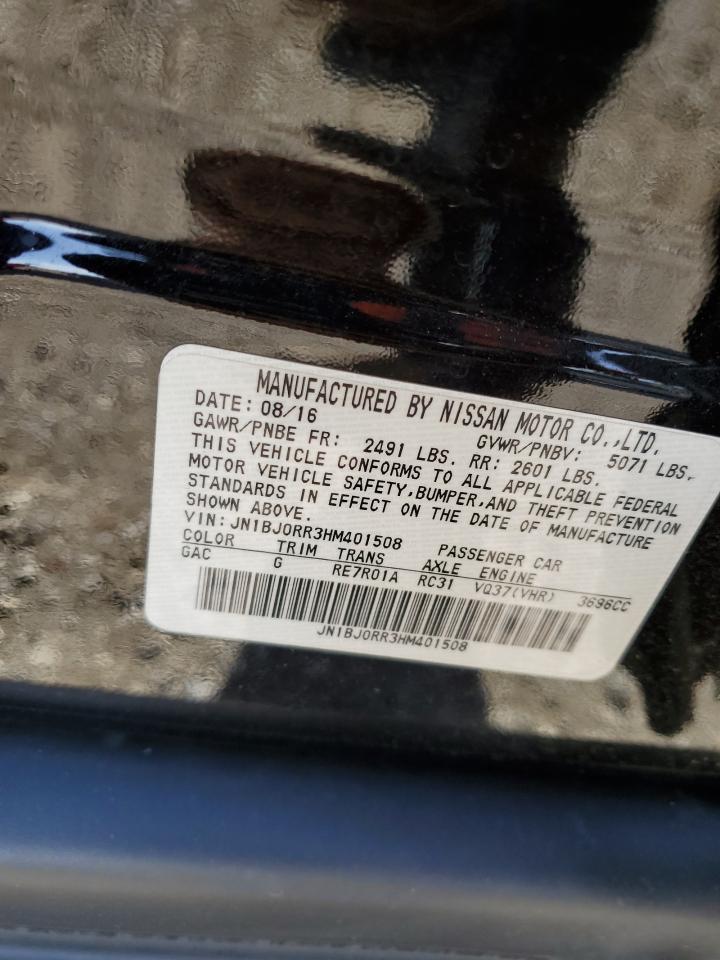 MANUFACTURED BY NISSAN MOTOR CO.,LTD.
DATE: 08/16 GVWR/PNBV: 5071 LBS.
GAWR/PNBE FR: 2491 LBS. RR: 2601 LBS.
THIS VEHICLE CONFORMS TO ALL APPLICABLE FEDERAL
MOTOR VEHICLE SAFETY,BUMPER,AND THEFT PREVENTION
STANDARDS IN EFFECT ON THE DATE OF MANUFACTURE
SHOWN ABOVE.
VIN: JN1BJ0RR3HM401508 PASSENGER CAR
COLOR TRIM TRANS AXLE ENGINE
GAC G RE7R01A RC31 VQ37(VHR) 3696CC
JN1BJ0RR3HM401508